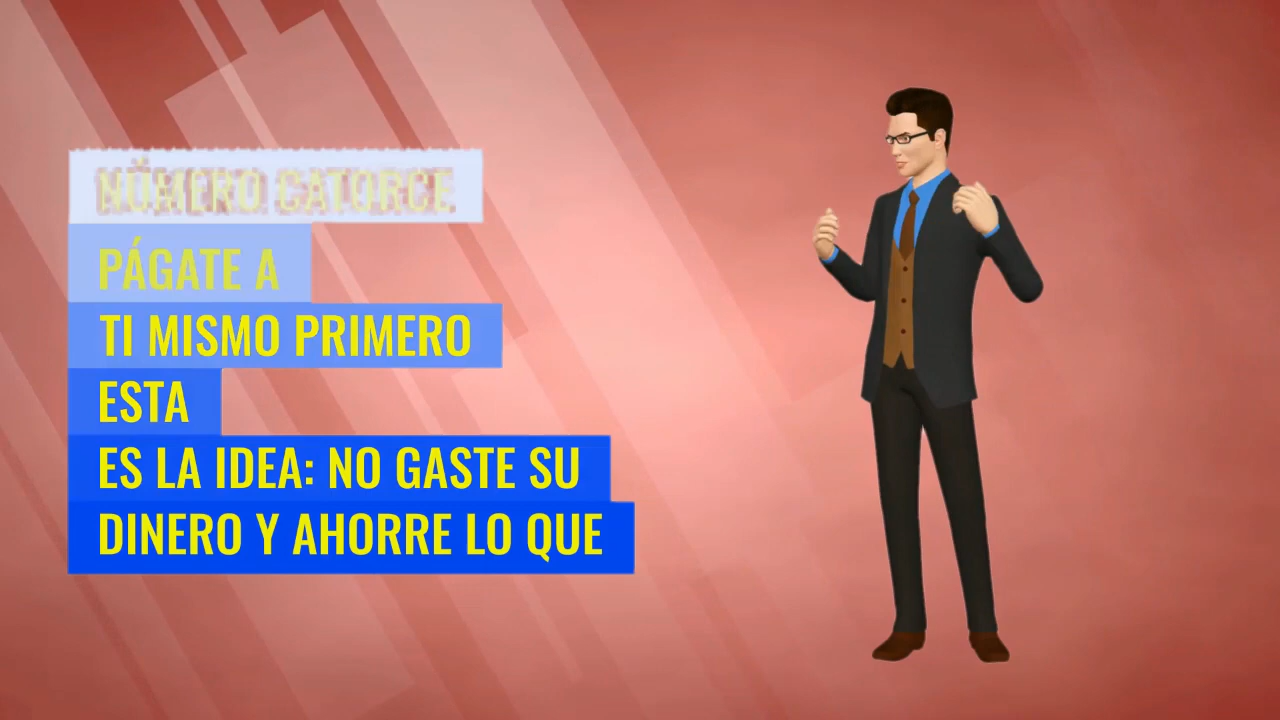 NÚMERO CATORCE
PÁGATE A
TI MISMO PRIMERO
ESTA
ES LA IDEA: NO GASTE SU
DINERO Y AHORRE LO QUE